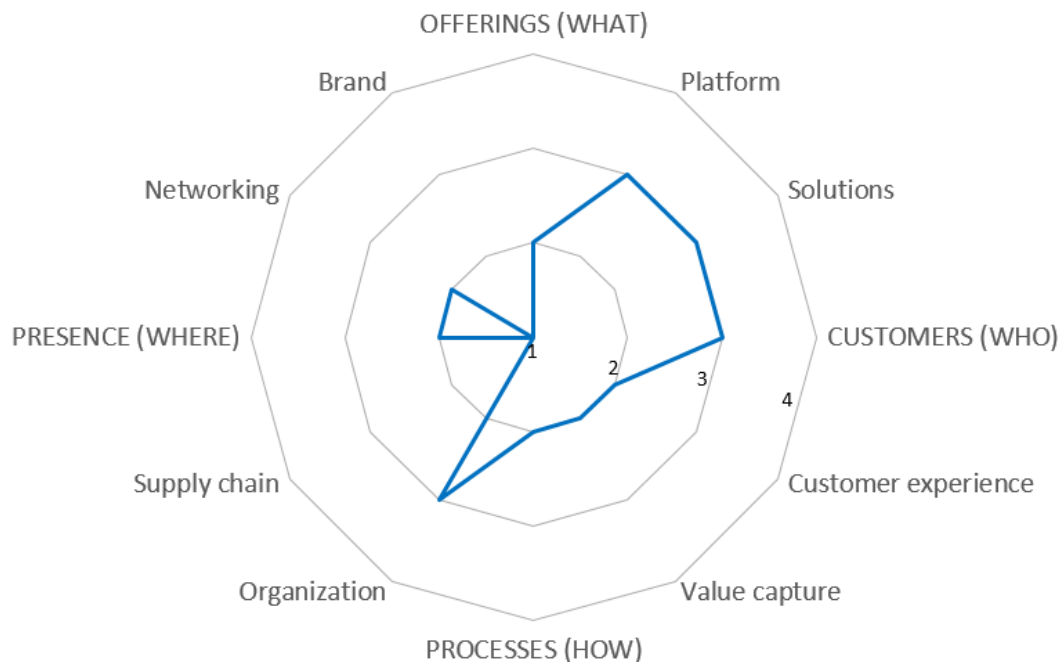 OFFERINGS (WHAT)
Brand
Platform
Networking
Solutions
PRESENCE (WHERE)
CUSTOMERS (WHO)
1
2
3
4
Supply chain
Customer experience
Organization
Value capture
PROCESSES (HOW)